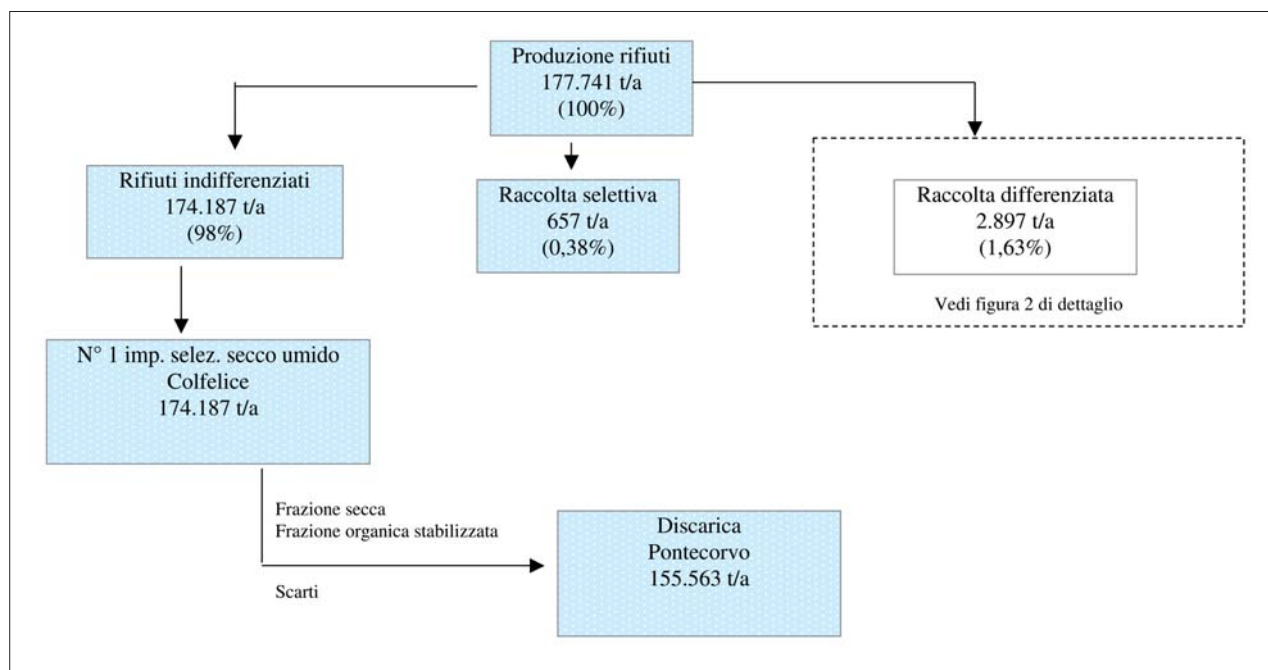 Produzione rifiuti
177.741 t/a
(100%)
Rifiuti indifferenziati
174.187 t/a
(98%)
Raccolta selettiva
657 t/a
(0,38%)
Raccolta differenziata
2.897 t/a
(1,63%)
Vedi figura 2 di dettaglio
N° 1 imp. selez. secco umido
Colfelice
174.187 t/a
Frazione secca
Frazione organica stabilizzata
Scarti
Discarica
Pontecorvo
155.563 t/a